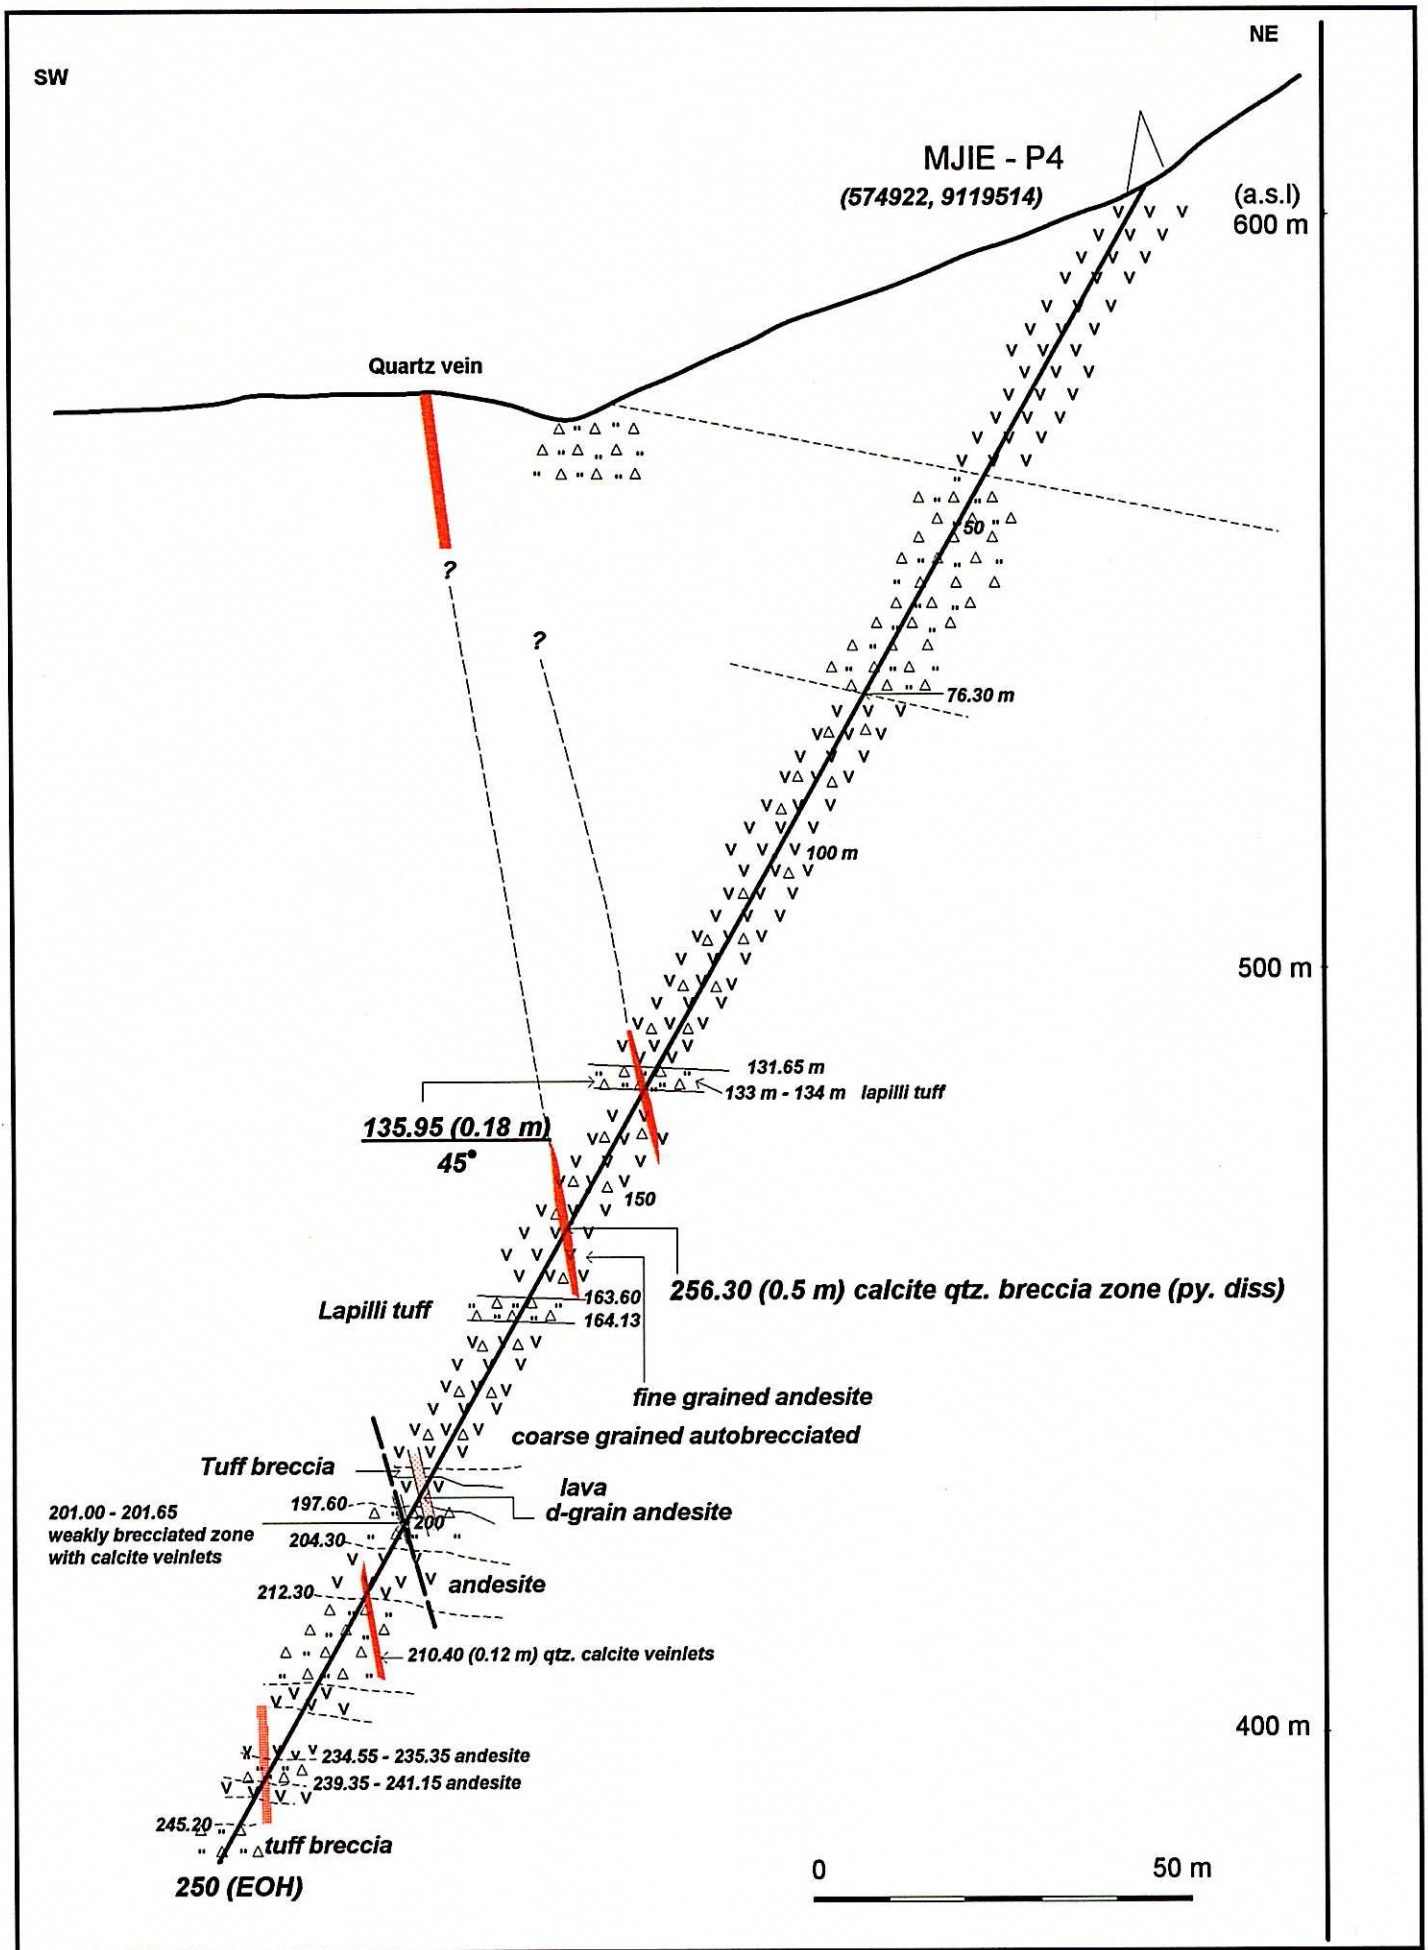 NE
SW
MJIE - P4
(574922, 9119514)
(a.s.l)
600 m
Quartz vein
50
?
?
76.30 m
100 m
500 m
131.65 m
133 m - 134 m lapilli tuff
135.95 (0.18 m)
45°
150
256.30 (0.5 m) calcite qtz. breccia zone (py. diss)
163.60
Lapilli tuff
164.13
fine grained andesite
coarse grained autobrecciated
Tuff breccia
lava
197.60
d-grain andesite
201.00 - 201.65
weakly brecciated zone
with calcite veinlets
200
204.30
andesite
212.30
210.40 (0.12 m) qtz. calcite veinlets
400 m
234.55 - 235.35 andesite
239.35 - 241.15 andesite
245.20
tuff breccia
250 (EOH)
0
50 m